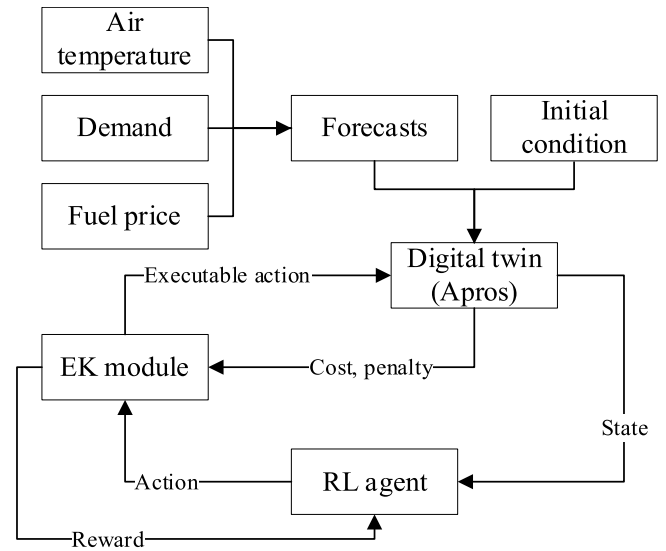 Air
temperature
Demand
Forecasts
Initial
condition
Fuel price
Executable action
Digital twin
(Apros)
EK module
Cost, penalty
State
Action
RL agent
Reward